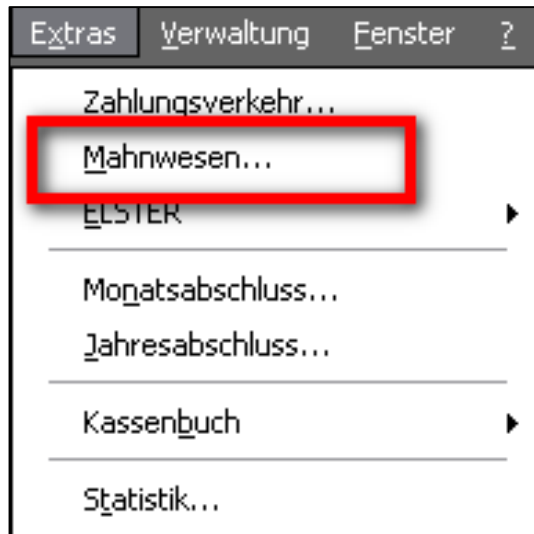 Extras Verwaltung Fenster ?
Zahlungsverkehr...
Mahnwesen...
ELSTER
Monatsabschluss...
Jahresabschluss...
Kassenbuch
Statistik...